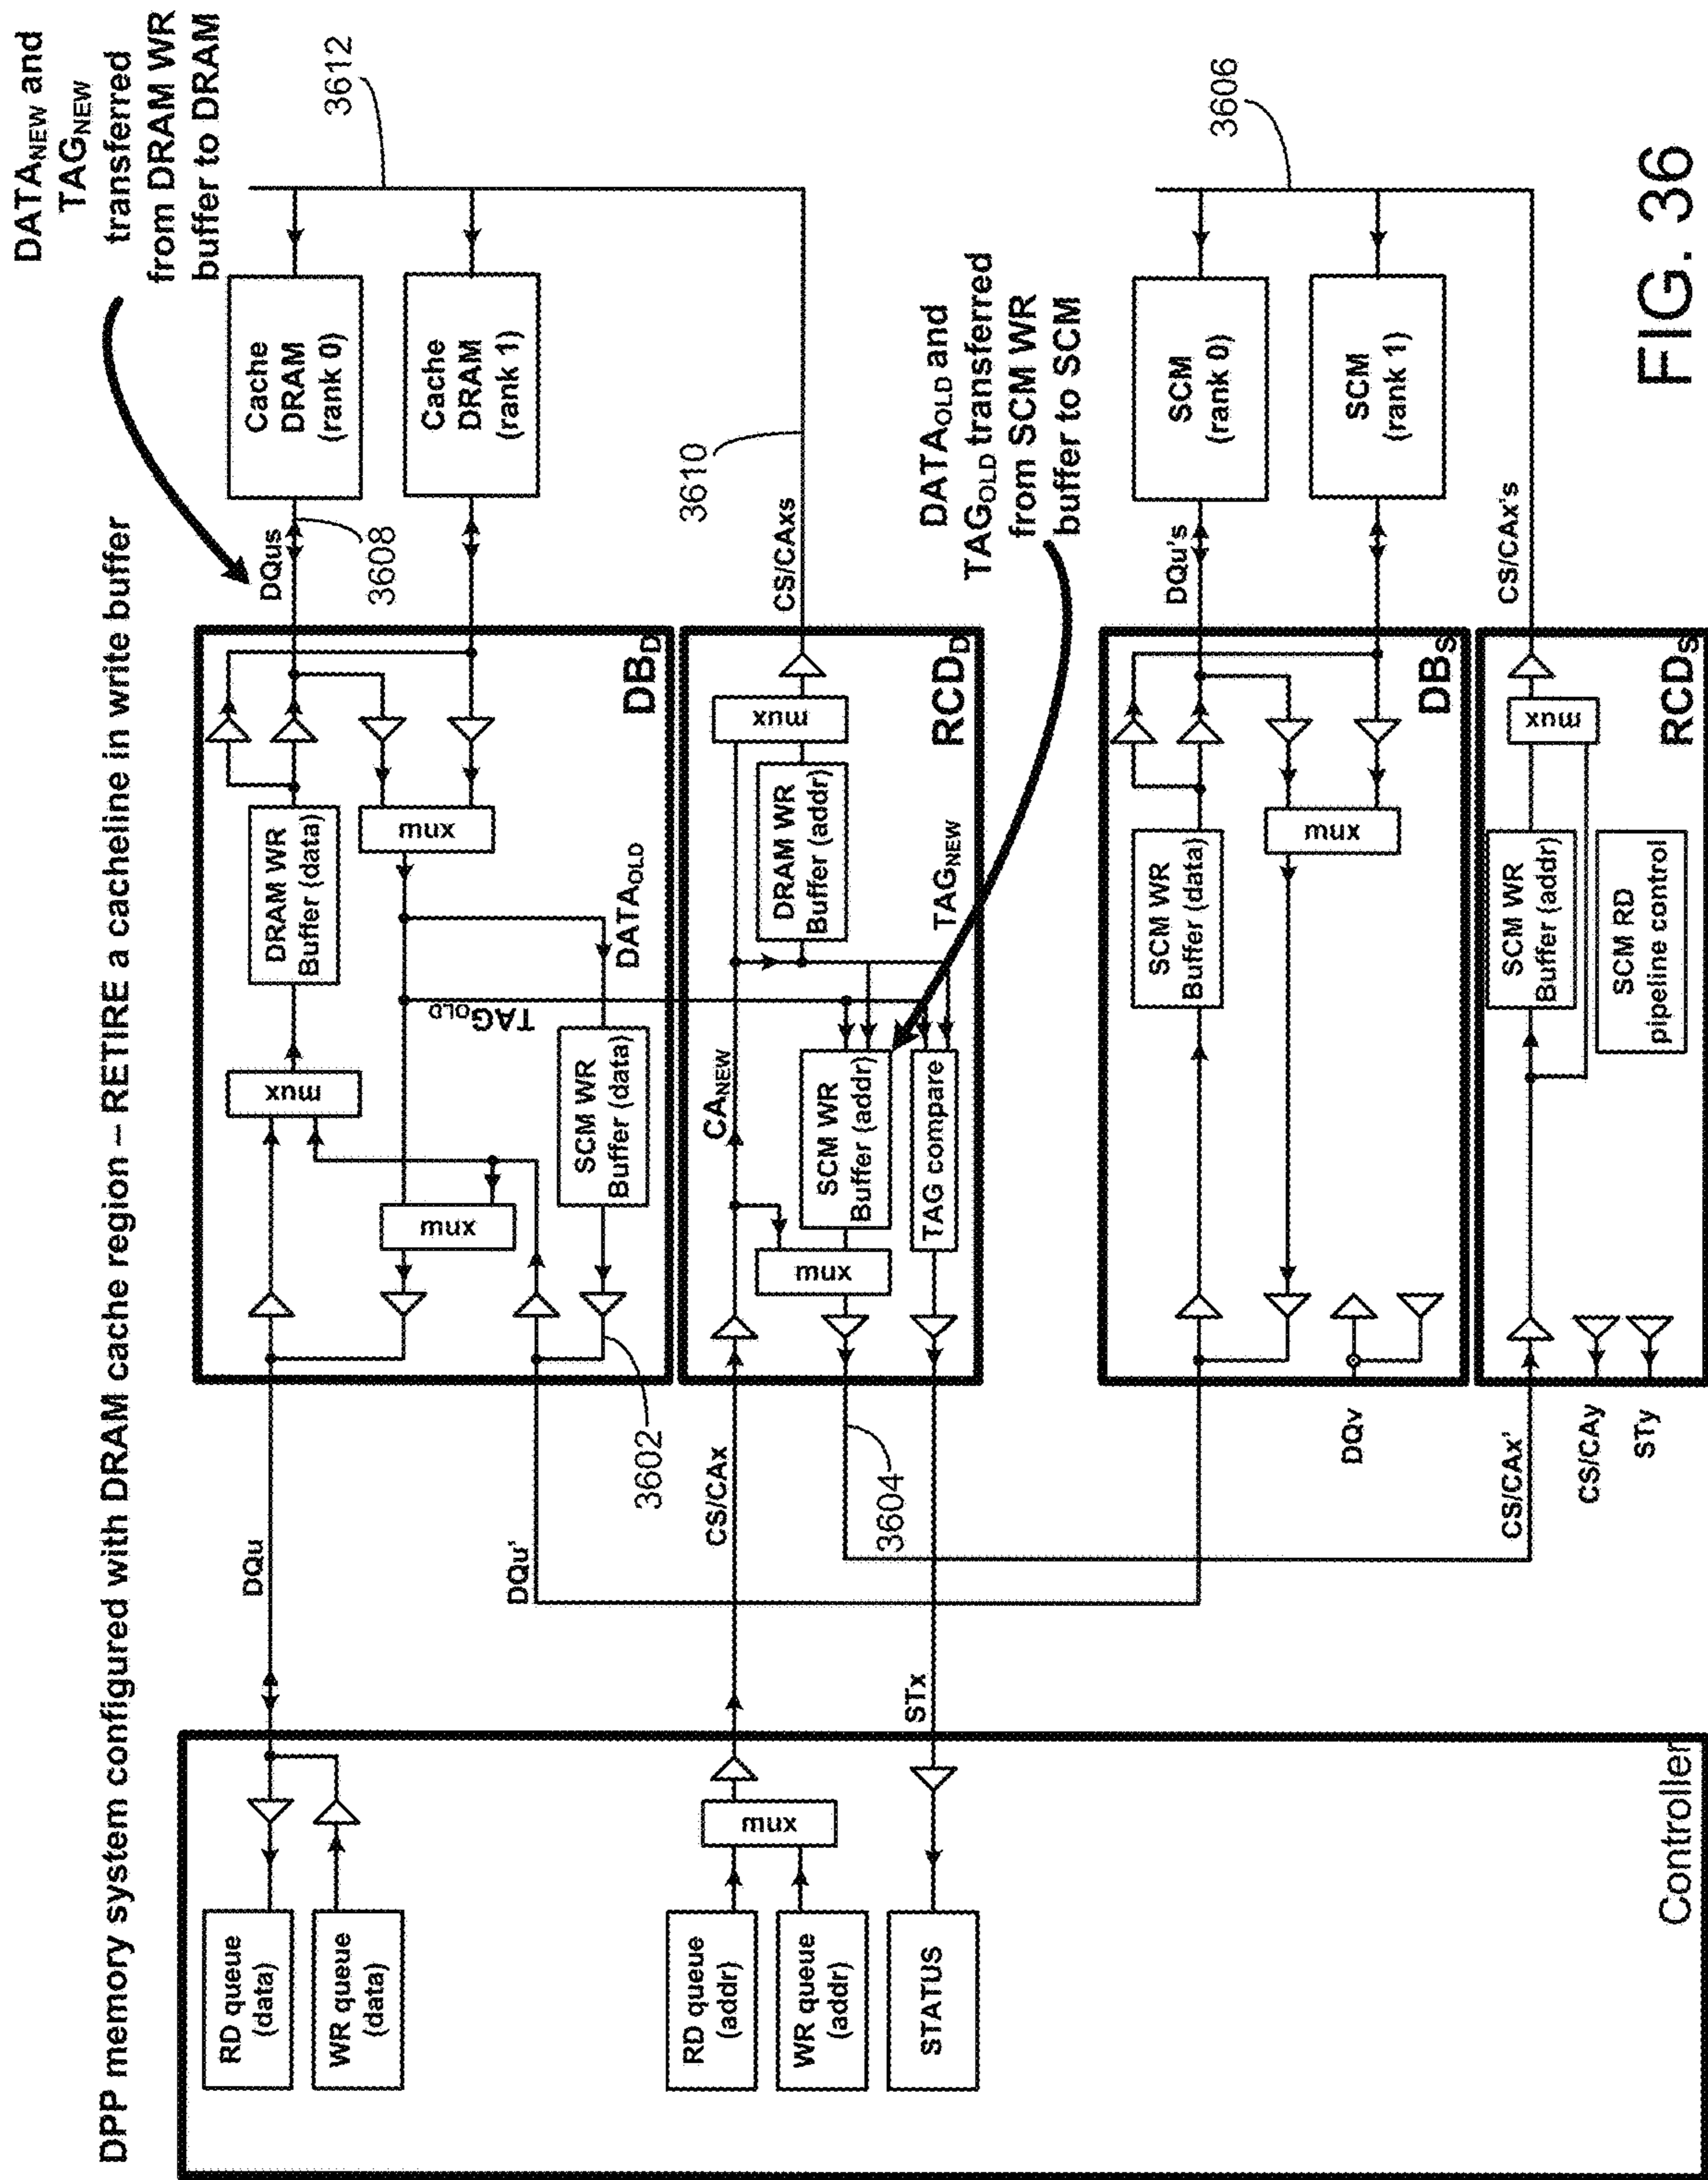 DPP memory system configured with DRAM cache region – RETIRE a cacheline in write buffer
DATANEW and
TAGNEW
transferred
from DRAM WR
buffer to DRAM
3612
Cache
DRAM
(rank 0)
Cache
DRAM
(rank 1)
DQus
3608
3610
CS/CAxs
DATAOLD and
TAGOLD transferred
from SCM WR
buffer to SCM
3606
SCM
(rank 0)
SCM
(rank 1)
DQu's
CS/CAx's
DRAM WR
Buffer (data)
mux
mux
mux
DATAOLD
TAGOLD
SCM WR
Buffer (data)
DBD
mux
DRAM WR
Buffer (addr)
TAGNEW
CANEW
SCM WR
Buffer (addr)
TAG compare
mux
RCDD
SCM WR
Buffer (data)
mux
DBS
mux
SCM WR
Buffer (addr)
SCM RD
pipeline control
RCDS
DQu
DQu'
3602
CS/CAx
3604
STx
DQv
CS/CAx'
CS/CAy
STy
RD queue
(data)
WR queue
(data)
mux
RD queue
(addr)
WR queue
(addr)
STATUS
Controller
FIG. 36